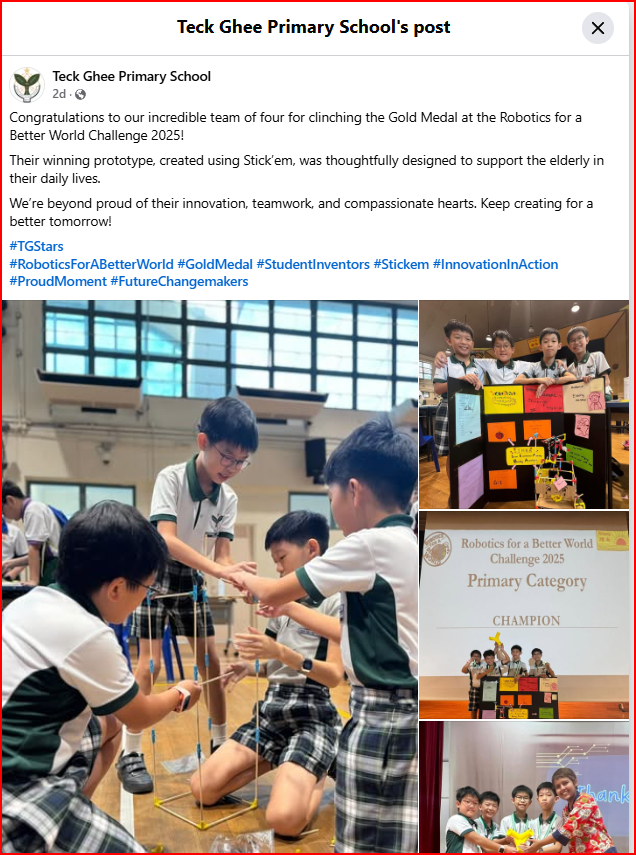 Teck Ghee Primary School's post
Teck Ghee Primary School
2d
Congratulations to our incredible team of four for clinching the Gold Medal at the Robotics for a
Better World Challenge 2025!
Their winning prototype, created using Stick'em, was thoughtfully designed to support the elderly in
their daily lives.
We're beyond proud of their innovation, teamwork, and compassionate hearts. Keep creating for a
better tomorrow!
#TGStars
#RoboticsForABetterWorld #GoldMedal #StudentInventors #Stickem #InnovationInAction
#ProudMoment #FutureChangemakers
Robotics for a Better World
Challenge 2025
Primary Category
CHAMPION
Thank